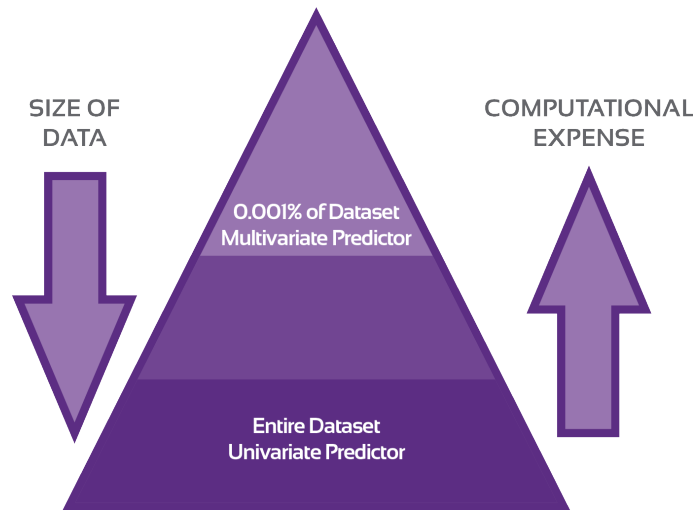 SIZE OF
DATA
COMPUTATIONAL
EXPENSE
0.001% of Dataset
Multivariate Predictor
Entire Dataset
Univariate Predictor